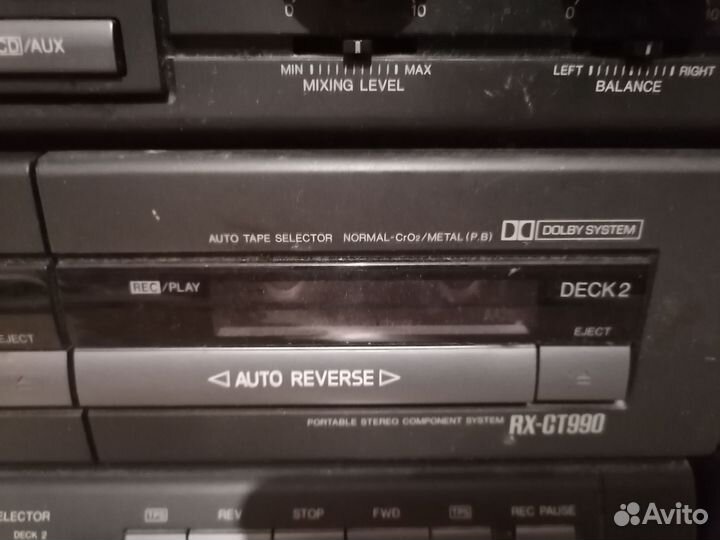 0 10 0 10
CD/AUX
MIN MAX LEFT RIGHT
MIXING LEVEL BALANCE
AUTO TAPE SELECTOR NORMAL-CrO2/METAL (P.B) DOLBY SYSTEM
REC/PLAY
DECK 2
EJECT EJECT
AUTO REVERSE
PORTABLE STEREO COMPONENT SYSTEM RX-CT990
SELECTOR TPS REV STOP FWD TPS REC PAUSE
DECK 2
Avito